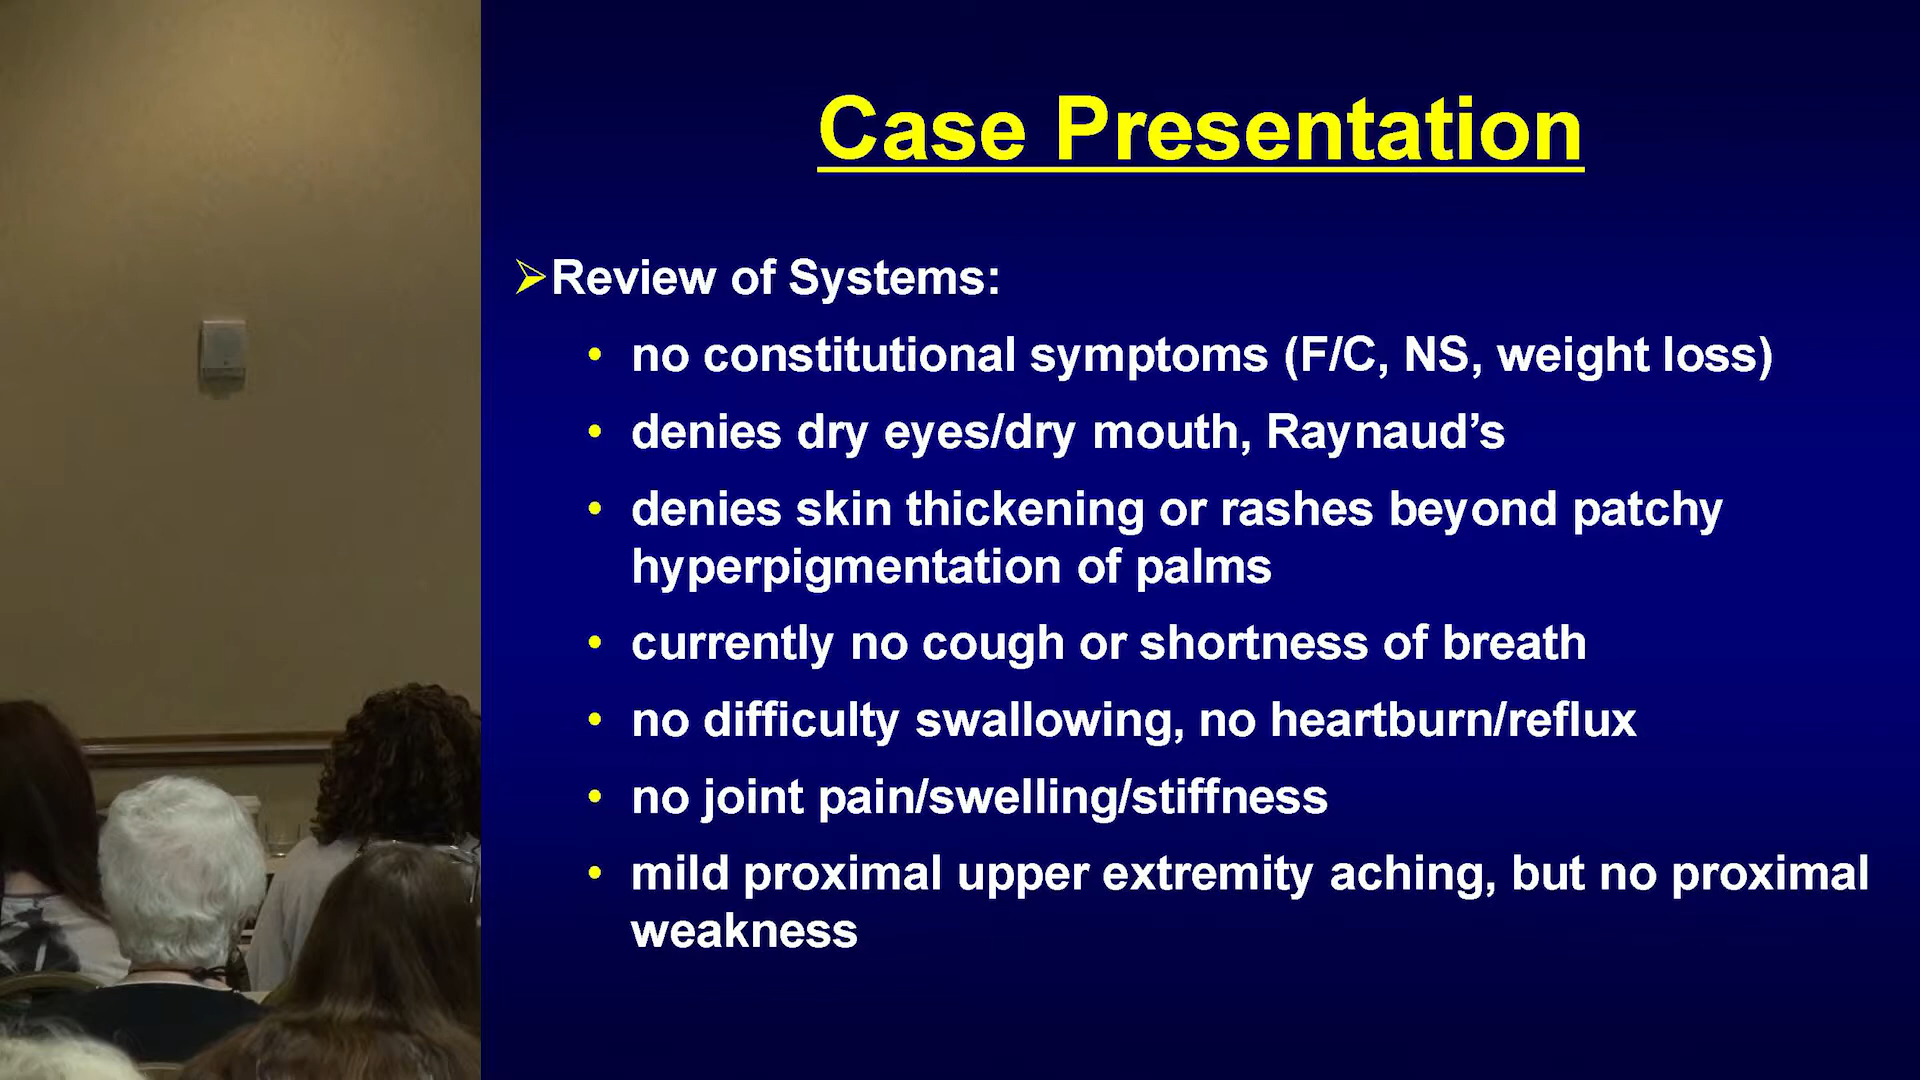 Case Presentation
➢Review of Systems:
• no constitutional symptoms (F/C, NS, weight loss)
• denies dry eyes/dry mouth, Raynaud’s
• denies skin thickening or rashes beyond patchy
hyperpigmentation of palms
• currently no cough or shortness of breath
• no difficulty swallowing, no heartburn/reflux
• no joint pain/swelling/stiffness
• mild proximal upper extremity aching, but no proximal
weakness